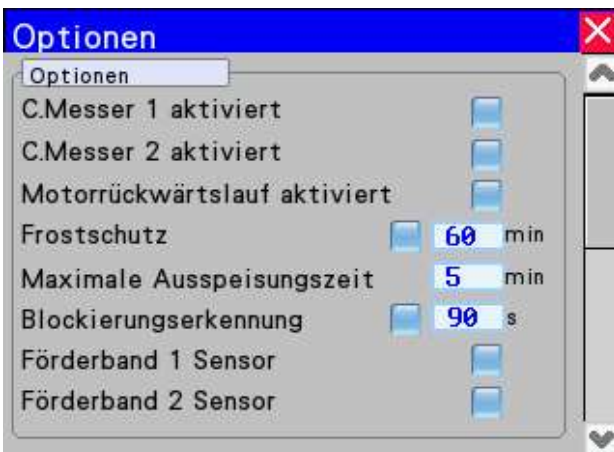 Optionen
Optionen
C.Messer 1 aktiviert
C.Messer 2 aktiviert
Motorrückwärtslauf aktiviert
Frostschutz 60 min
Maximale Ausspeisungszeit 5 min
Blockierungserkennung 90 s
Förderband 1 Sensor
Förderband 2 Sensor